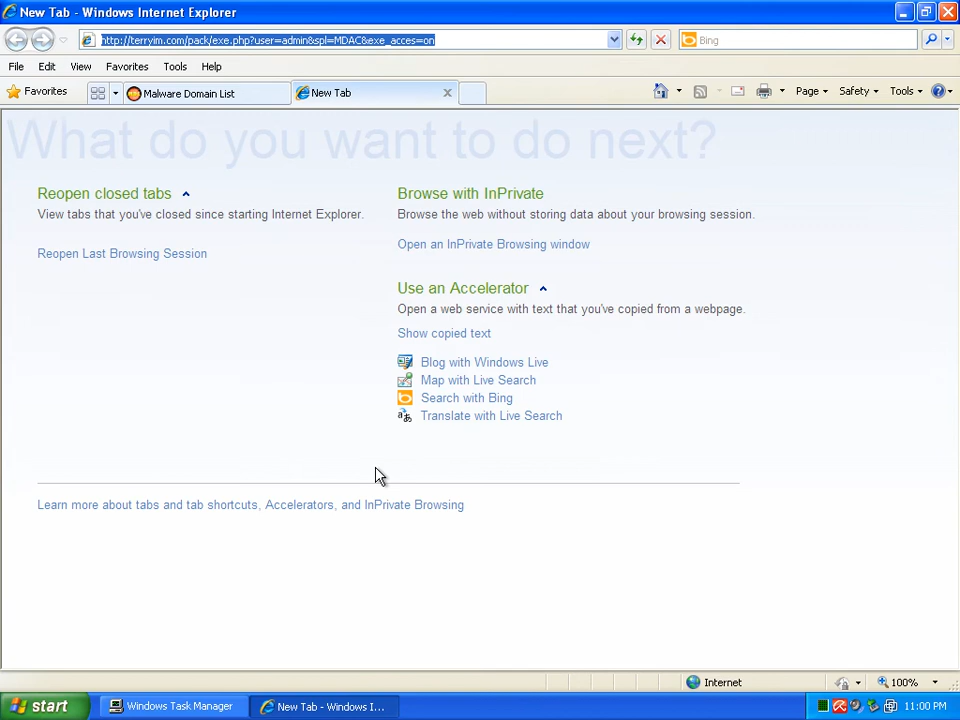 New Tab - Windows Internet Explorer
http://terryim.com/pack/exe.php?user=admin&spl=MDAC&exe_acces=on
Bing
File Edit View Favorites Tools Help
Favorites
Malware Domain List
New Tab
Page Safety Tools
What do you want to do next?
Reopen closed tabs
View tabs that you've closed since starting Internet Explorer.
Reopen Last Browsing Session
Browse with InPrivate
Browse the web without storing data about your browsing session.
Open an InPrivate Browsing window
Use an Accelerator
Open a web service with text that you've copied from a webpage.
Show copied text
Blog with Windows Live
Map with Live Search
Search with Bing
Translate with Live Search
Learn more about tabs and tab shortcuts, Accelerators, and InPrivate Browsing
Internet
100%
start
Windows Task Manager
New Tab - Windows I...
11:00 PM